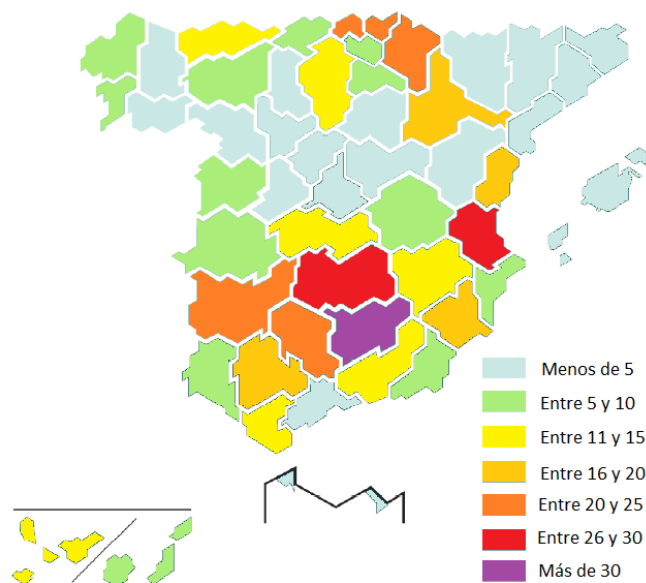 Menos de 5
Entre 5 y 10
Entre 11 y 15
Entre 16 y 20
Entre 20 y 25
Entre 26 y 30
Más de 30